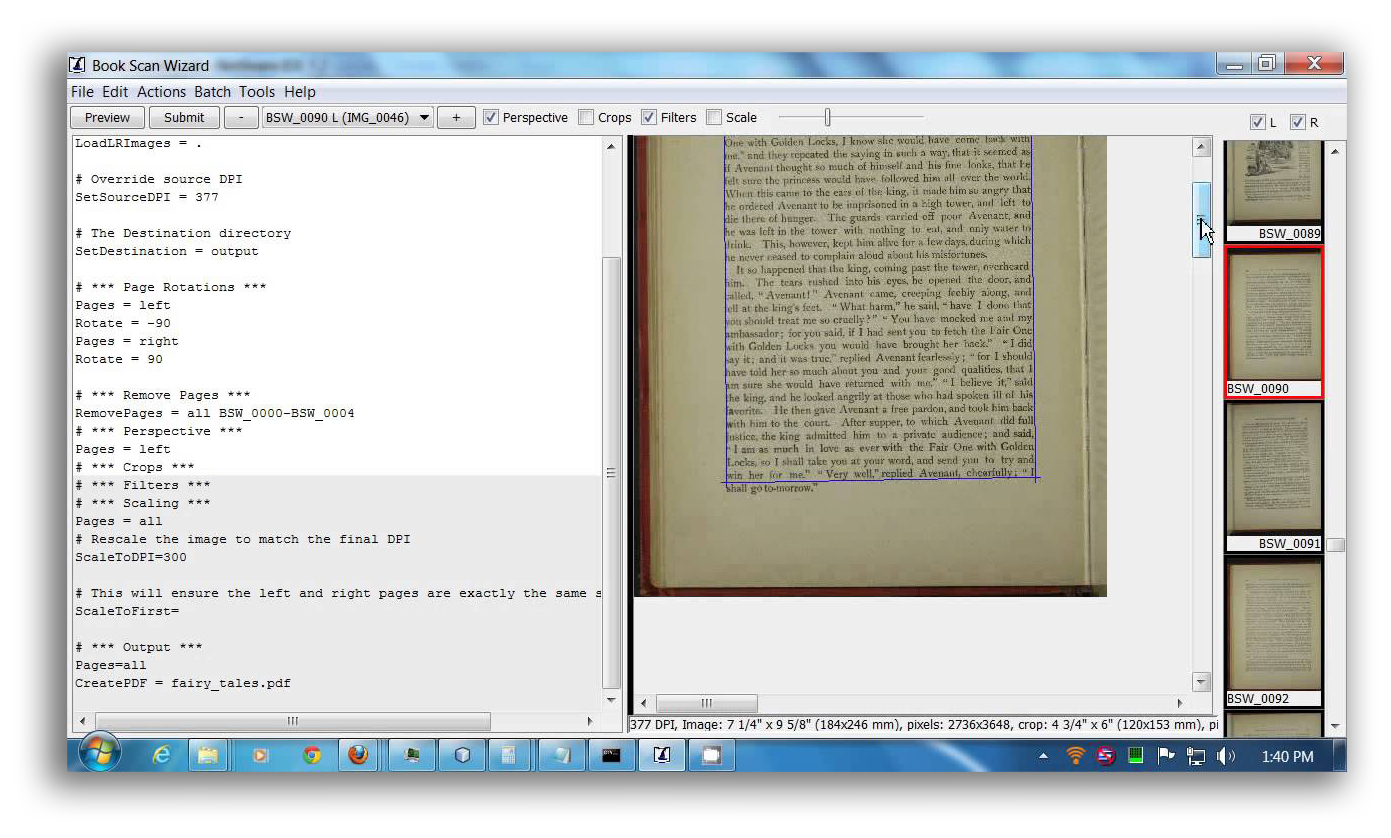 Book Scan Wizard
File Edit Actions Batch Tools Help
Preview Submit - BSW_0090 L (IMG_0046) + Perspective Crops Filters Scale
L R
LoadLRImages = .
# Override source DPI
SetSourceDPI = 377
# The Destination directory
SetDestination = output
# *** Page Rotations ***
Pages = left
Rotate = -90
Pages = right
Rotate = 90
# *** Remove Pages ***
RemovePages = all BSW_0000-BSW_0004
# *** Perspective ***
Pages = left
# *** Crops ***
# *** Filters ***
# *** Scaling ***
Pages = all
# Rescale the image to match the final DPI
ScaleToDPI=300
# This will ensure the left and right pages are exactly the same s
ScaleToFirst=
# *** Output ***
Pages=all
CreatePDF = fairy_tales.pdf
One with Golden Locks, I know she would have come back with
me," and they repeated the saying in such a way, that it seemed as
if Avenant thought so much of himself and his fine looks, that he
felt sure the princess would have followed him all over the world.
When this came to the ears of the king, it made him so angry that
he ordered Avenant to be imprisoned in a high tower, and left to
die there of hunger. The guards carried off poor Avenant, and
he was left in the tower with nothing to eat, and only water to
drink. This, however, kept him alive for a few days, during which
he never ceased to complain aloud about his misfortunes.
It so happened that the king, coming past the tower, overheard
him. The tears rushed into his eyes, he opened the door, and
called, "Avenant!" Avenant came, creeping feebly along, and
fell at the king's feet. "What harm," he said, "have I done that
you should treat me so cruelly?" "You have mocked me and my
ambassador; for you said, if I had sent you to fetch the Fair One
with Golden Locks you would have brought her back." "I did
say it; and it was true," replied Avenant fearlessly; "for I should
have told her so much about you and your good qualities, that I
am sure she would have returned with me." "I believe it," said
the king, and he looked angrily at those who had spoken ill of his
favorite. He then gave Avenant a free pardon, and took him back
with him to the court. After supper, to which Avenant did full
justice, the king admitted him to a private audience; and said,
"I am as much in love as ever with the Fair One with Golden
Locks, so I shall take you at your word, and send you to try and
win her for me." "Very well," replied Avenant, cheerfully; "I
shall go to-morrow."
377 DPI, Image: 7 1/4" x 9 5/8" (184x246 mm), pixels: 2736x3648, crop: 4 3/4" x 6" (120x153 mm), pi
BSW_0089
BSW_0090
BSW_0091
BSW_0092
1:40 PM